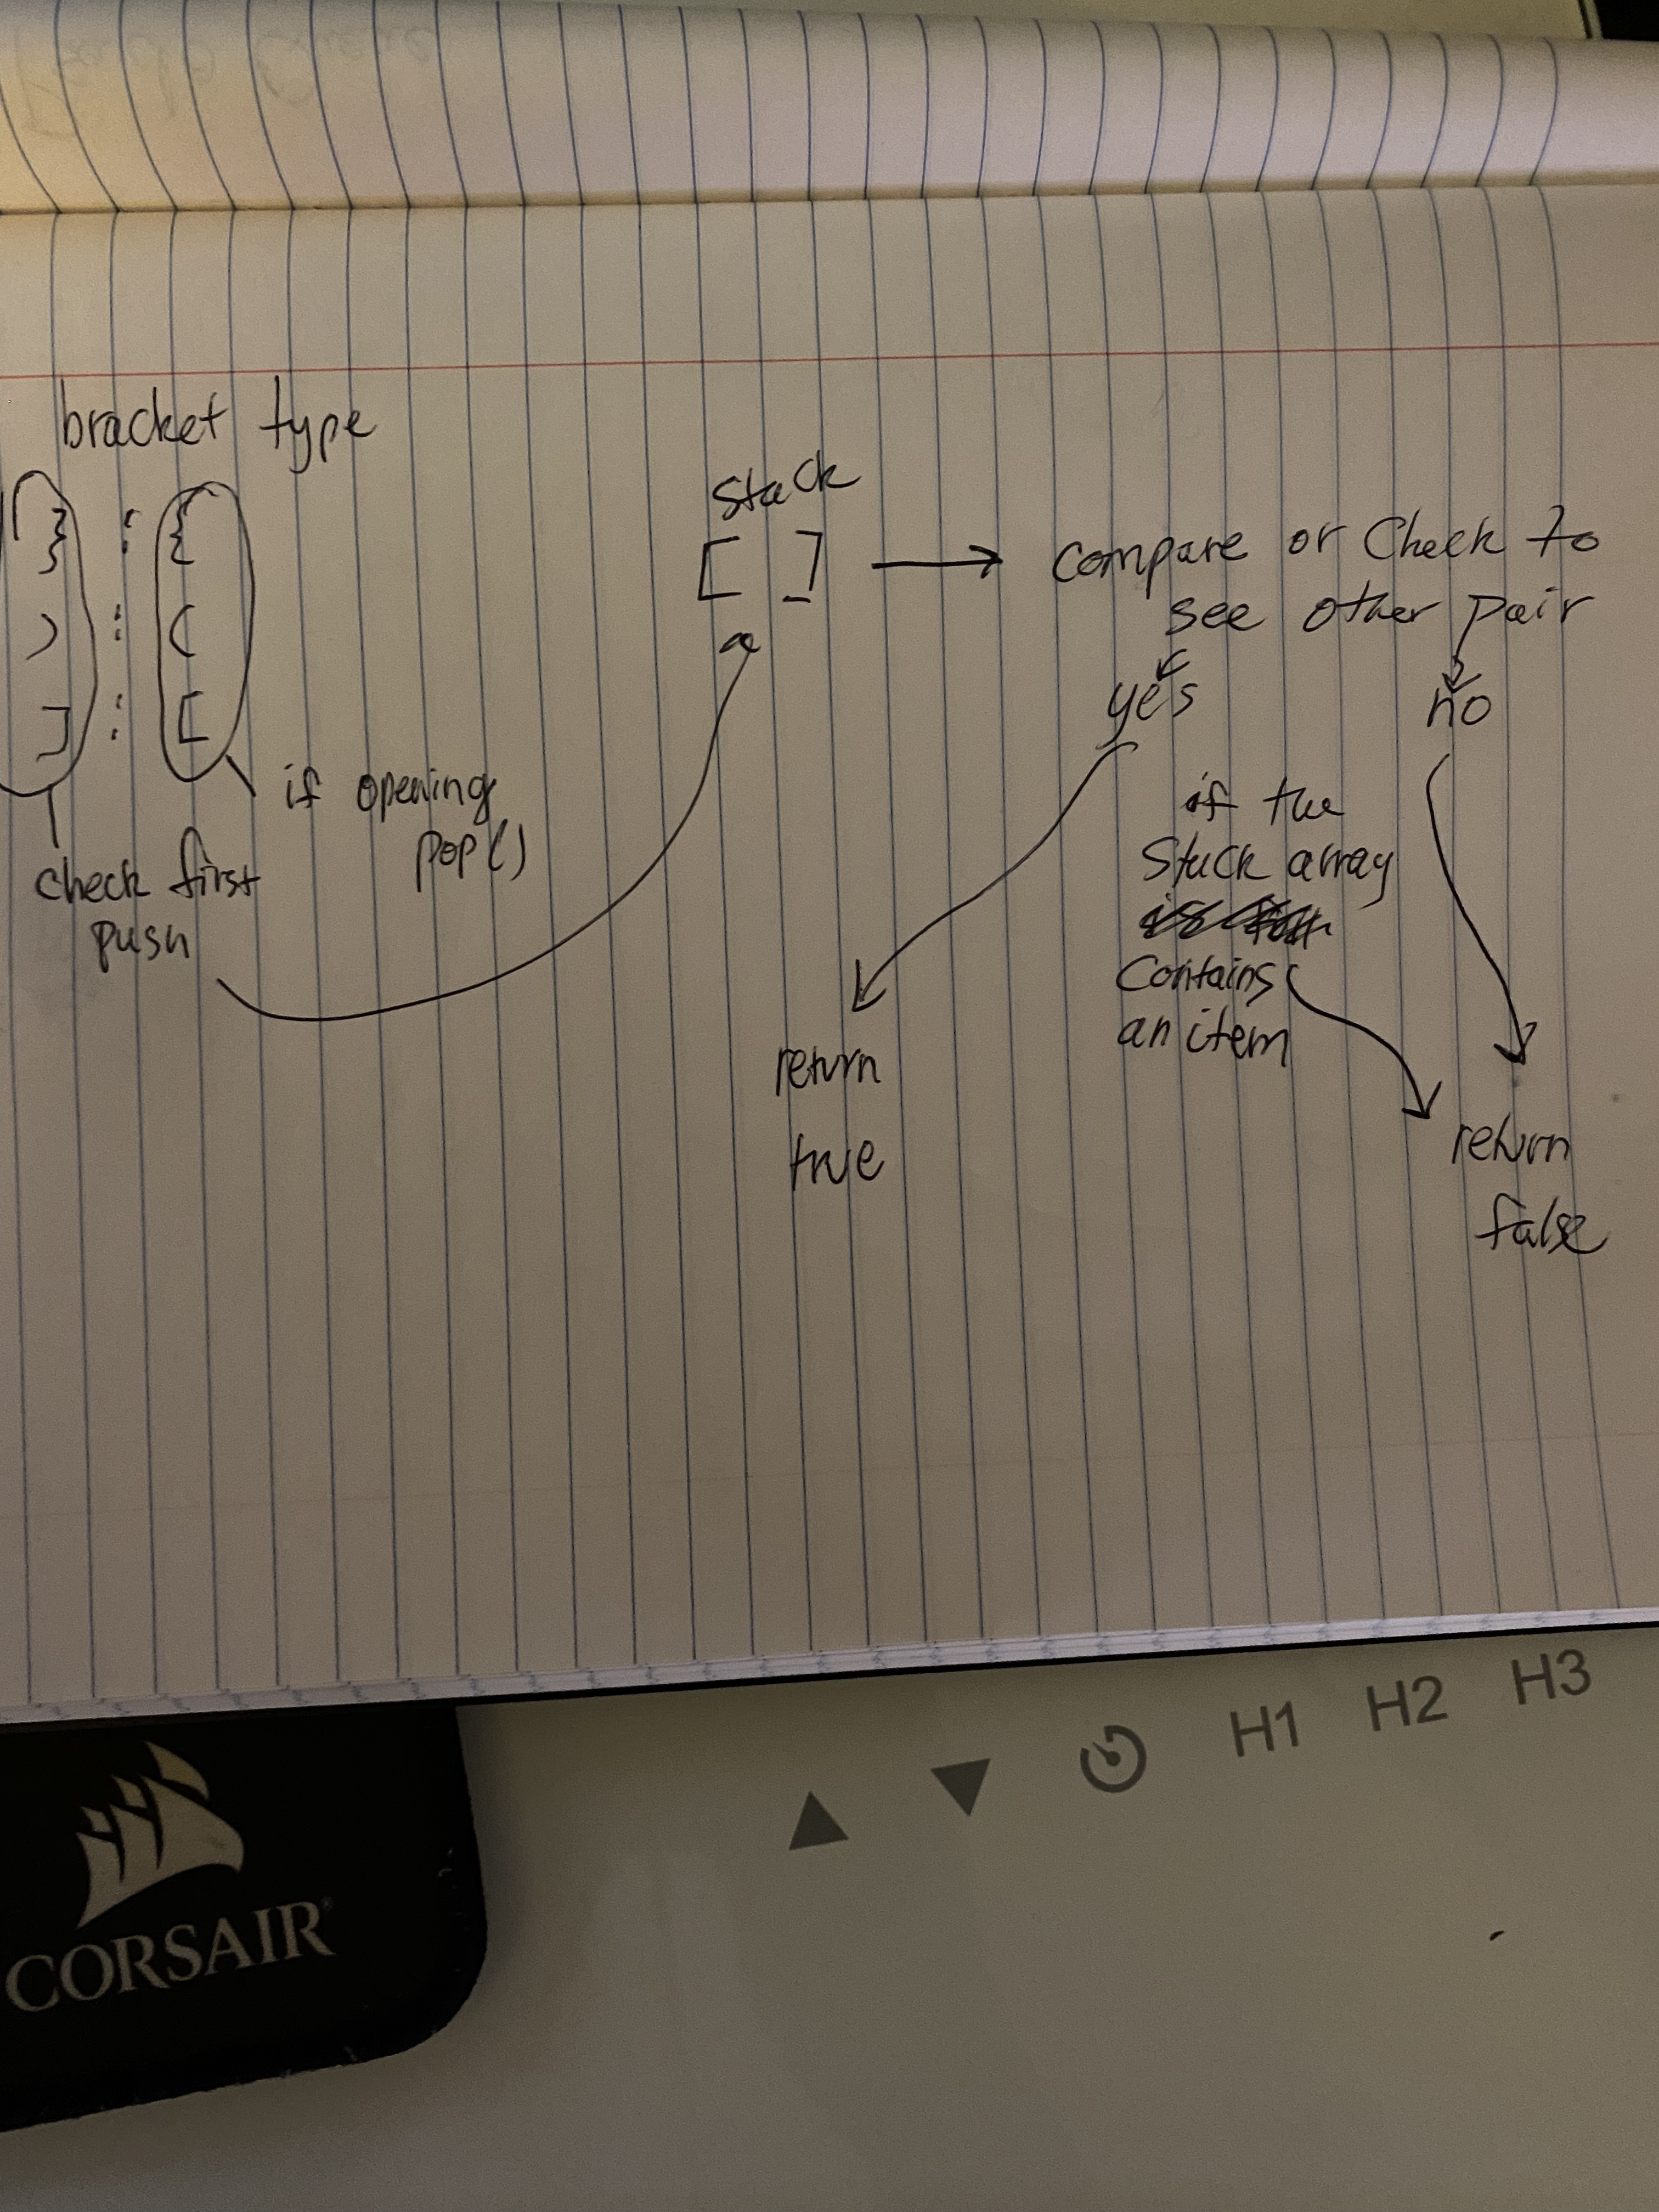 bracket type
} : {
) : (
] : [
if opening
pop()
check first
push
Stack
[ ]
Compare or Check to
see other pair
yes
no
if the
Stack array
Contains
an item
return
true
return
false
H1 H2 H3
CORSAIR